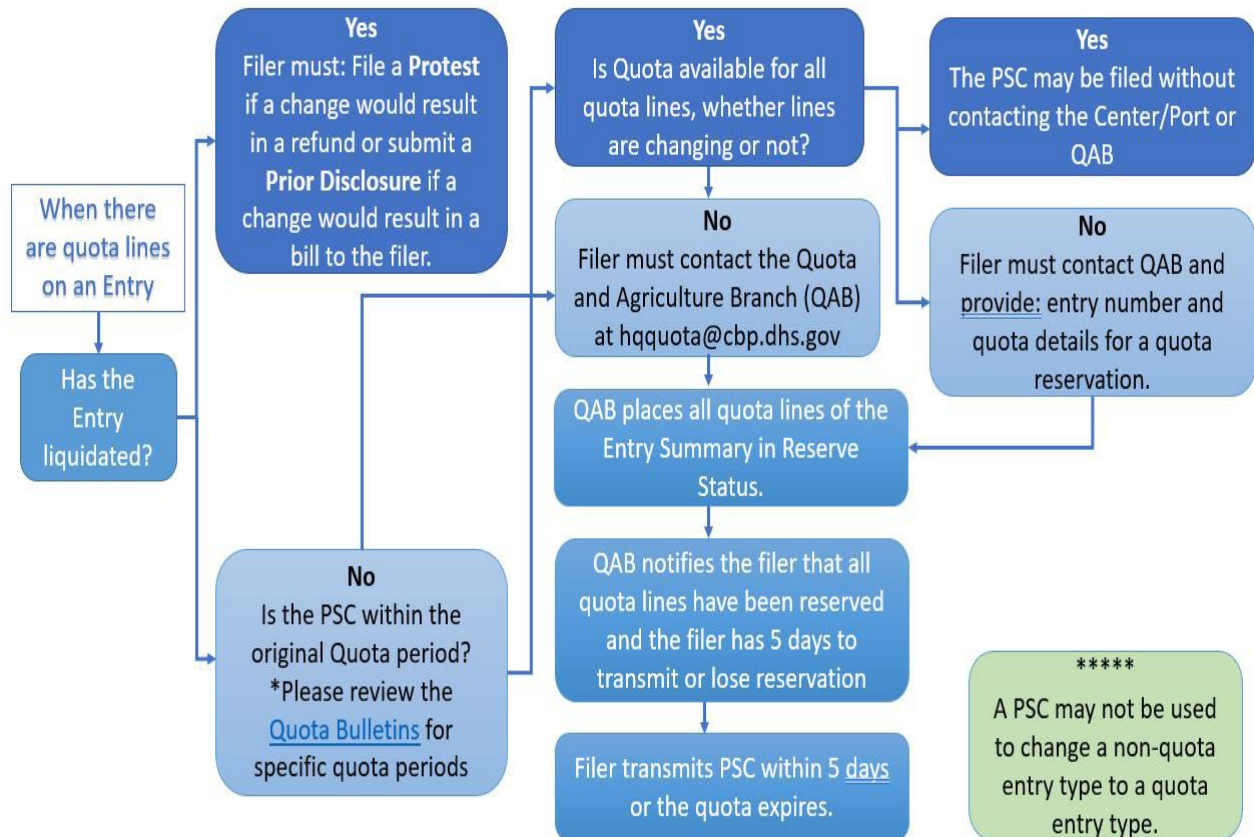 When there
are quota lines
on an Entry
Has the
Entry
liquidated?
Yes
Filer must: File a Protest
if a change would result
in a refund or submit a
Prior Disclosure if a
change would result in a
bill to the filer.
No
Is the PSC within the
original Quota period?
*Please review the
Quota Bulletins for
specific quota periods
Yes
Is Quota available for all
quota lines, whether lines
are changing or not?
No
Filer must contact the Quota
and Agriculture Branch (QAB)
at hqquota@cbp.dhs.gov
QAB places all quota lines of the
Entry Summary in Reserve
Status.
QAB notifies the filer that all
quota lines have been reserved
and the filer has 5 days to
transmit or lose reservation
Filer transmits PSC within 5 days
or the quota expires.
Yes
The PSC may be filed without
contacting the Center/Port or
QAB
No
Filer must contact QAB and
provide: entry number and
quota details for a quota
reservation.
*****
A PSC may not be used
to change a non-quota
entry type to a quota
entry type.